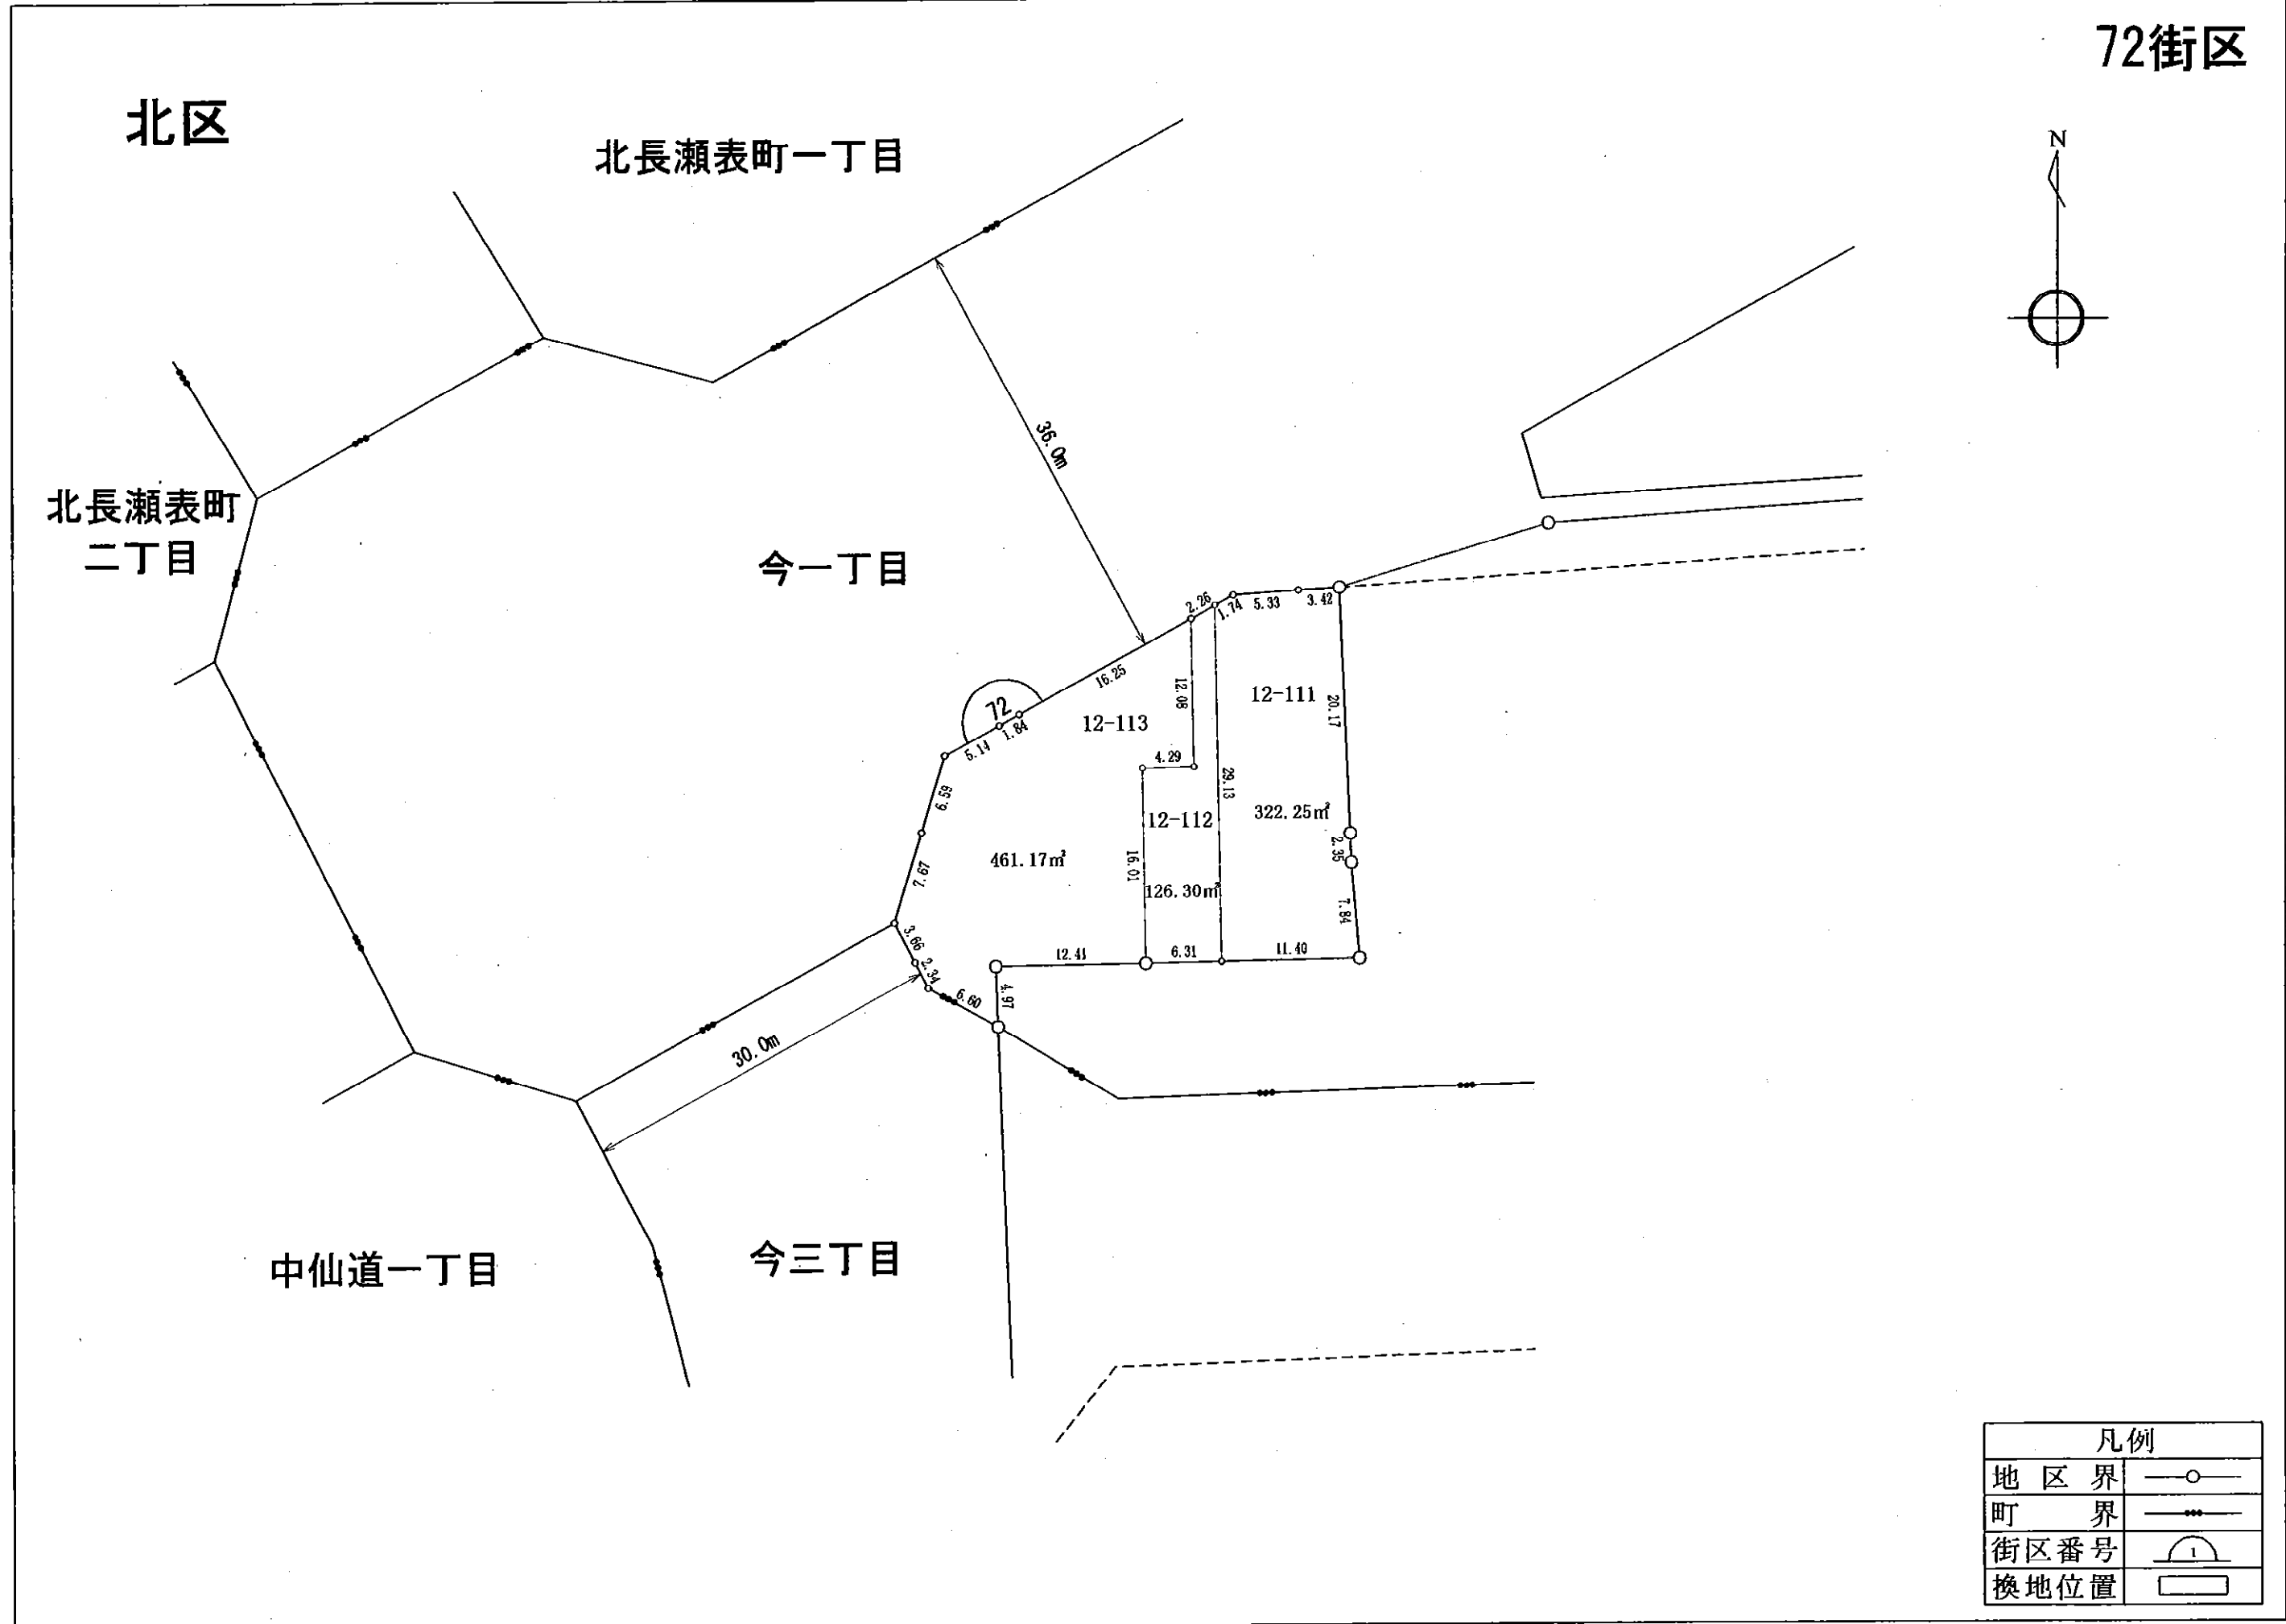 72街区
北区
北長瀬表町一丁目
N
36.0m
北長瀬表町
二丁目
今一丁目
2.26
1.74
5.33
3.42
16.25
12.08
12-111
20.17
72
12-113
1.84
5.14
4.29
6.59
29.13
322.25㎡
12-112
2.35
461.17㎡
16.01
7.67
126.30㎡
7.84
3.66
12.41
6.31
11.40
2.34
6.60
4.97
30.0m
中仙道一丁目
今三丁目
凡例
地区界
町界
街区番号 1
換地位置